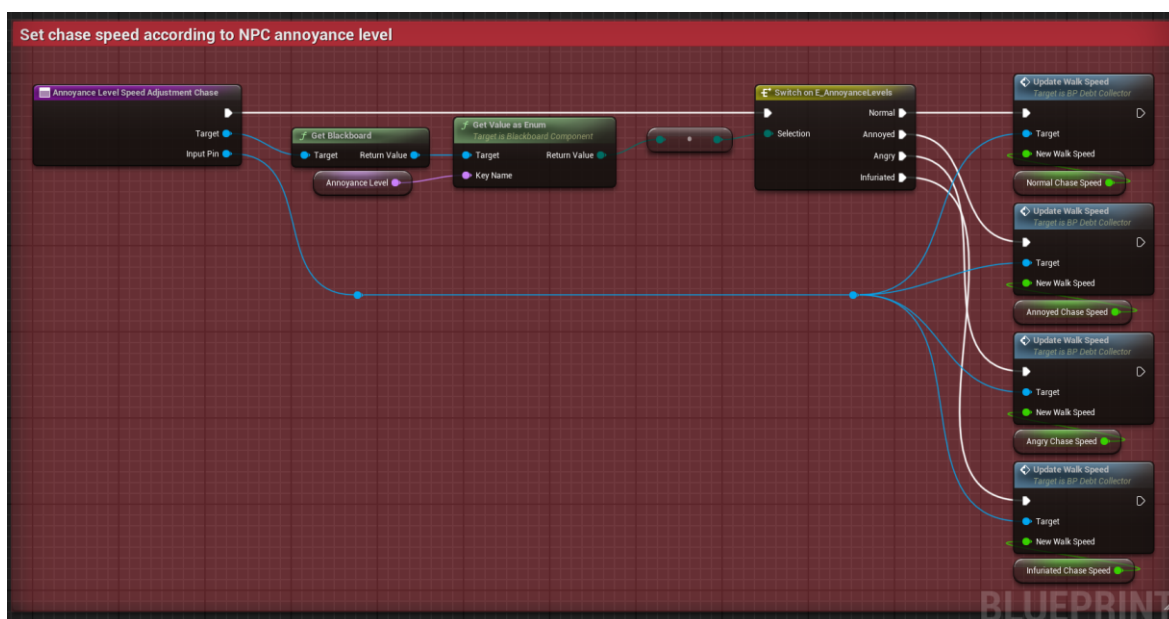 Set chase speed according to NPC annoyance level
Annoyance Level Speed Adjustment Chase
Target
Input Pin
Get Blackboard
Target Return Value
Annoyance Level
Get Value as Enum
Target is Blackboard Component
Target Return Value
Key Name
Switch on E_AnnoyanceLevels
Selection
Normal
Annoyed
Angry
Infuriated
Update Walk Speed
Target is BP Debt Collector
Target
New Walk Speed
Normal Chase Speed
Update Walk Speed
Target is BP Debt Collector
Target
New Walk Speed
Annoyed Chase Speed
Update Walk Speed
Target is BP Debt Collector
Target
New Walk Speed
Angry Chase Speed
Update Walk Speed
Target is BP Debt Collector
Target
New Walk Speed
Infuriated Chase Speed
BLUEPRINT